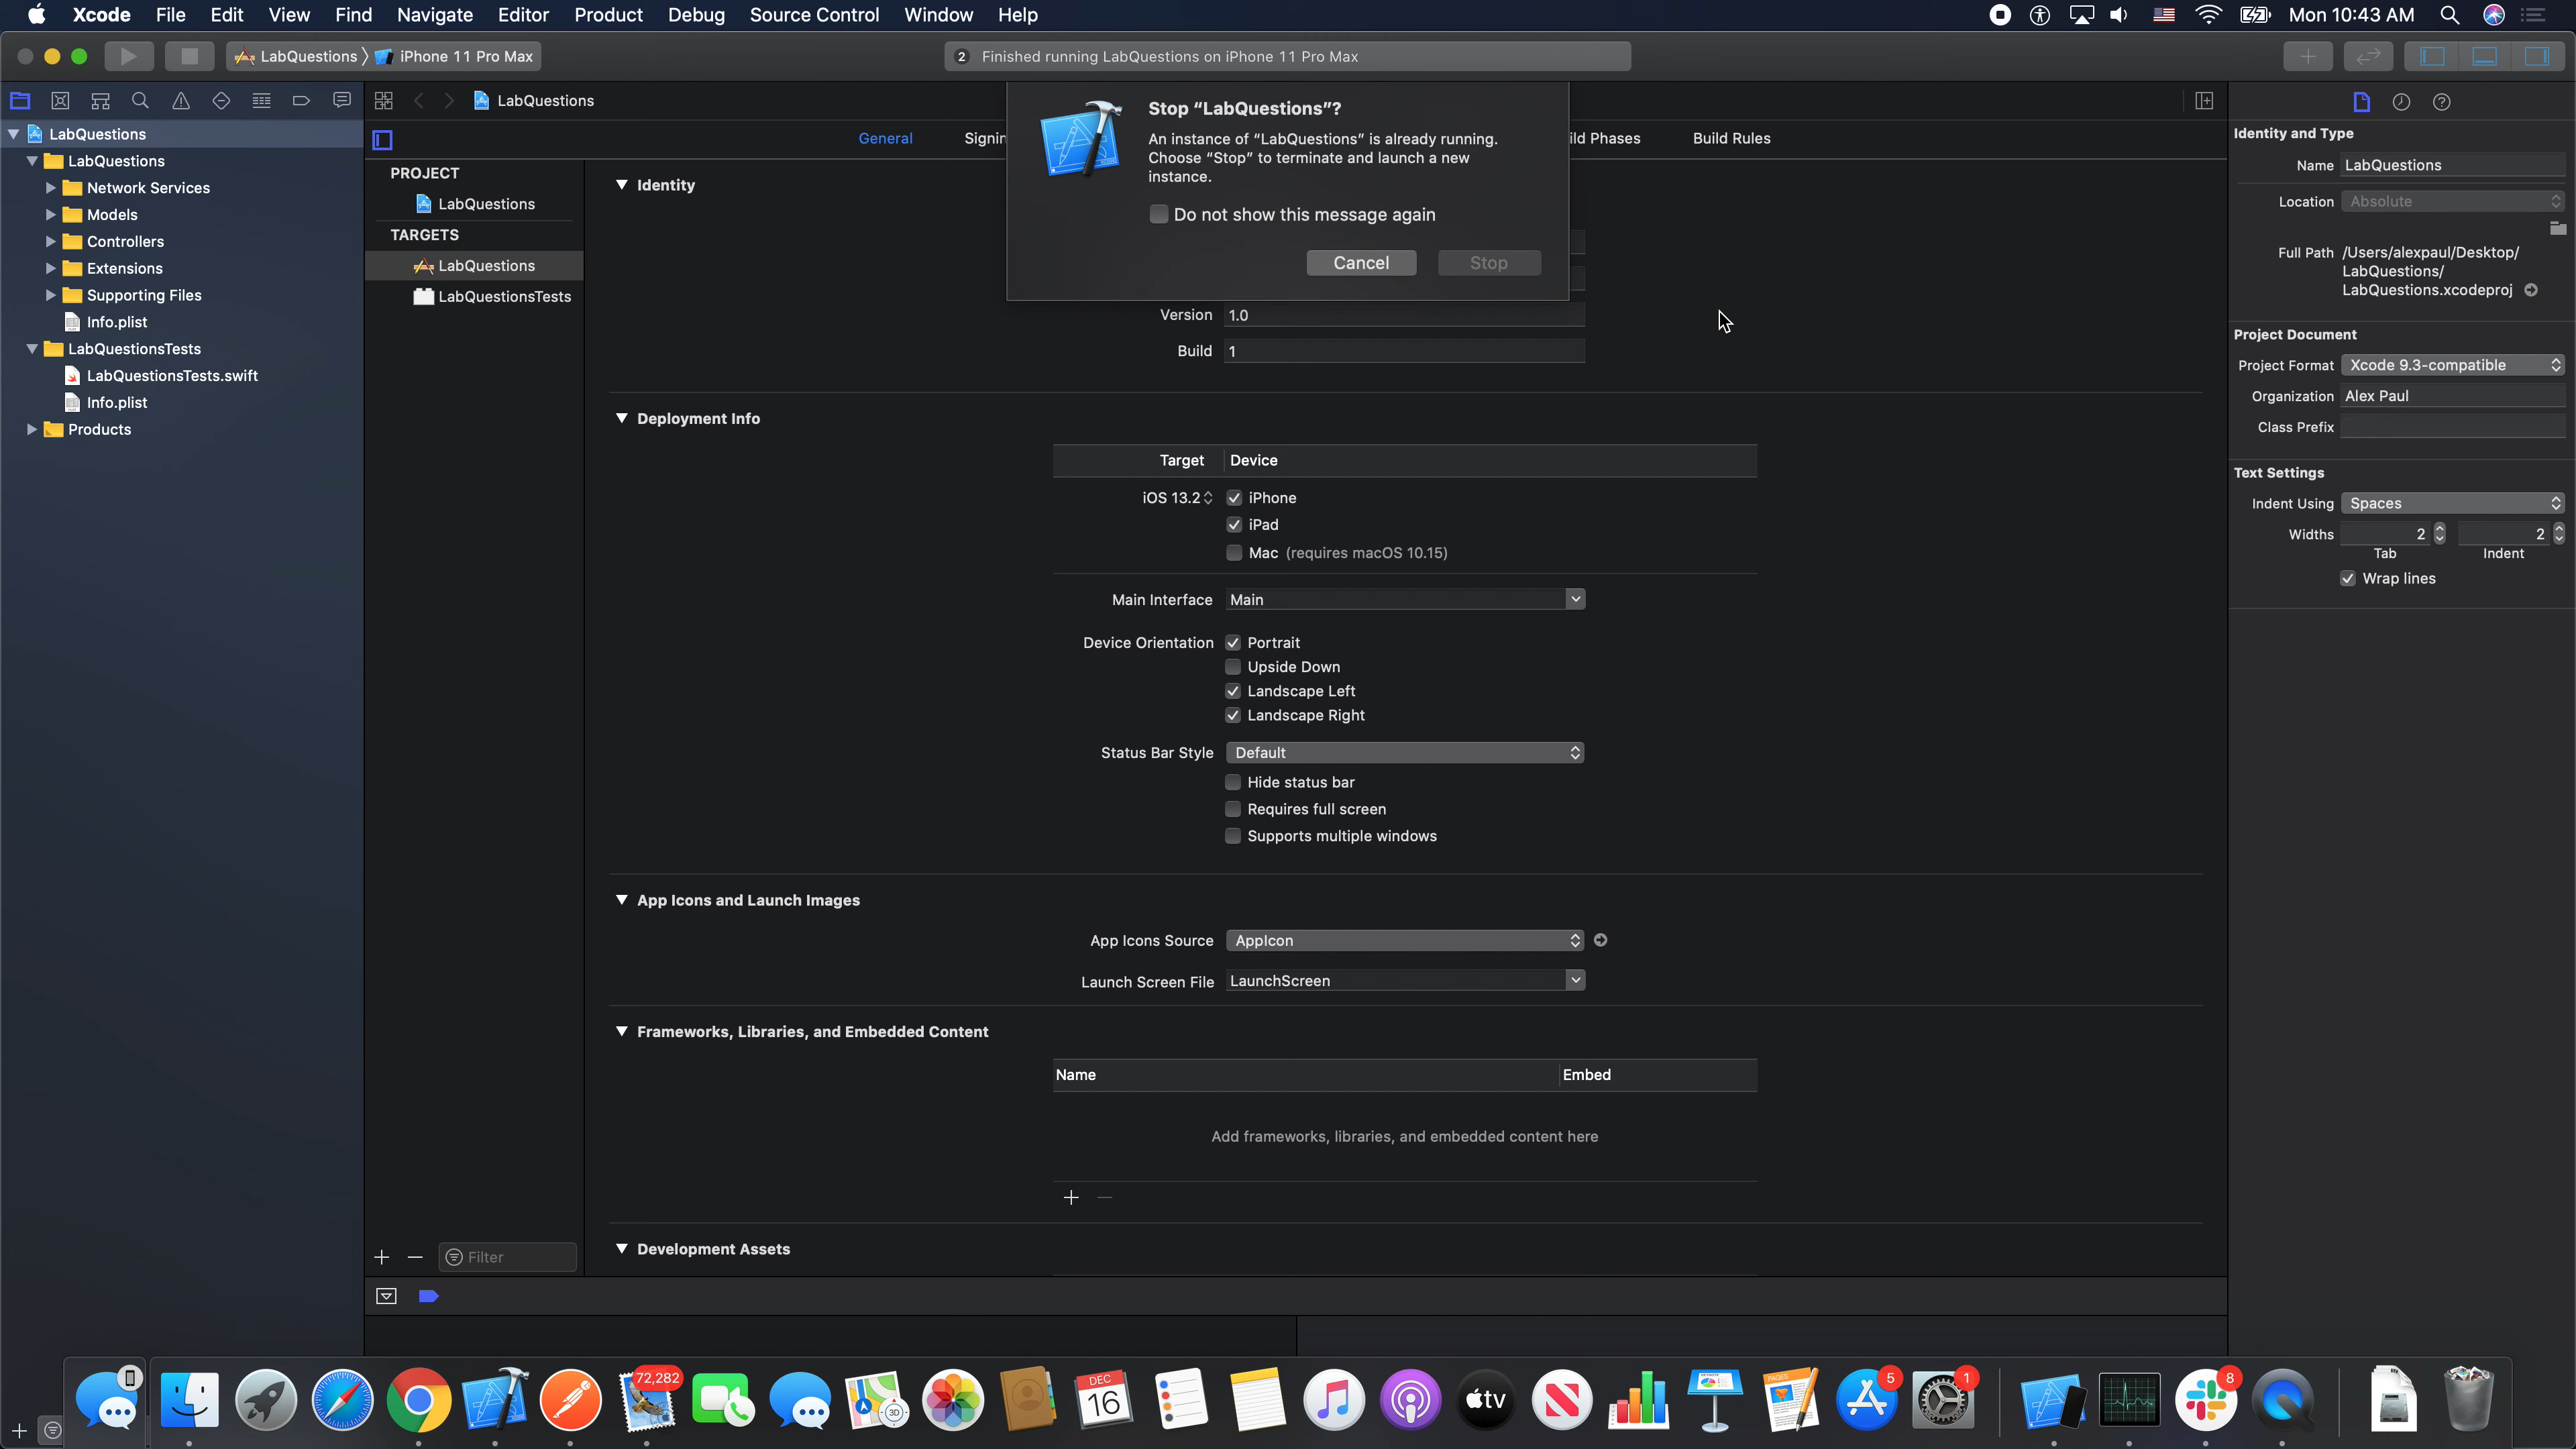 Xcode File Edit View Find Navigate Editor Product Debug Source Control Window Help
Mon 10:43 AM
LabQuestions iPhone 11 Pro Max
2 Finished running LabQuestions on iPhone 11 Pro Max
LabQuestions
LabQuestions
Network Services
Models
Controllers
Extensions
Supporting Files
Info.plist
LabQuestionsTests
LabQuestionsTests.swift
Info.plist
Products
LabQuestions
General
Signin
ild Phases
Build Rules
PROJECT
LabQuestions
TARGETS
LabQuestions
LabQuestionsTests
Filter
Stop “LabQuestions”?
An instance of “LabQuestions” is already running.
Choose “Stop” to terminate and launch a new
instance.
Do not show this message again
Cancel
Stop
Identity
Version 1.0
Build 1
Deployment Info
Target Device
iOS 13.2 iPhone
iPad
Mac (requires macOS 10.15)
Main Interface Main
Device Orientation Portrait
Upside Down
Landscape Left
Landscape Right
Status Bar Style Default
Hide status bar
Requires full screen
Supports multiple windows
App Icons and Launch Images
App Icons Source AppIcon
Launch Screen File LaunchScreen
Frameworks, Libraries, and Embedded Content
Name Embed
Add frameworks, libraries, and embedded content here
Development Assets
Identity and Type
Name LabQuestions
Location Absolute
Full Path /Users/alexpaul/Desktop/
LabQuestions/
LabQuestions.xcodeproj
Project Document
Project Format Xcode 9.3-compatible
Organization Alex Paul
Class Prefix
Text Settings
Indent Using Spaces
Widths 2 2
Tab Indent
Wrap lines
72,282
3D
DEC
16
tv
PAGES
5
1
8